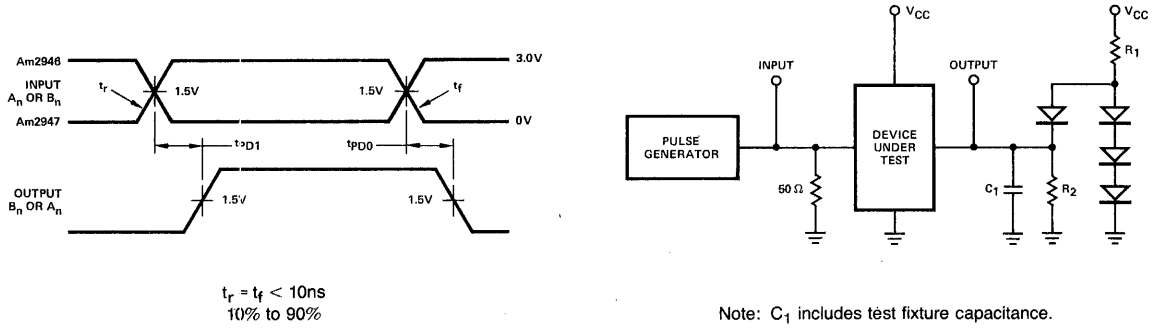 Am2946
INPUT
An OR Bn
Am2947
tr
1.5V
1.5V
tf
3.0V
0V
tPD1
tPD0
OUTPUT
Bn OR An
1.5V
1.5V
tr = tf < 10ns
10% to 90%
VCC
VCC
R1
INPUT
OUTPUT
PULSE
GENERATOR
DEVICE
UNDER
TEST
50 Ω
C1
R2
Note: C1 includes test fixture capacitance.